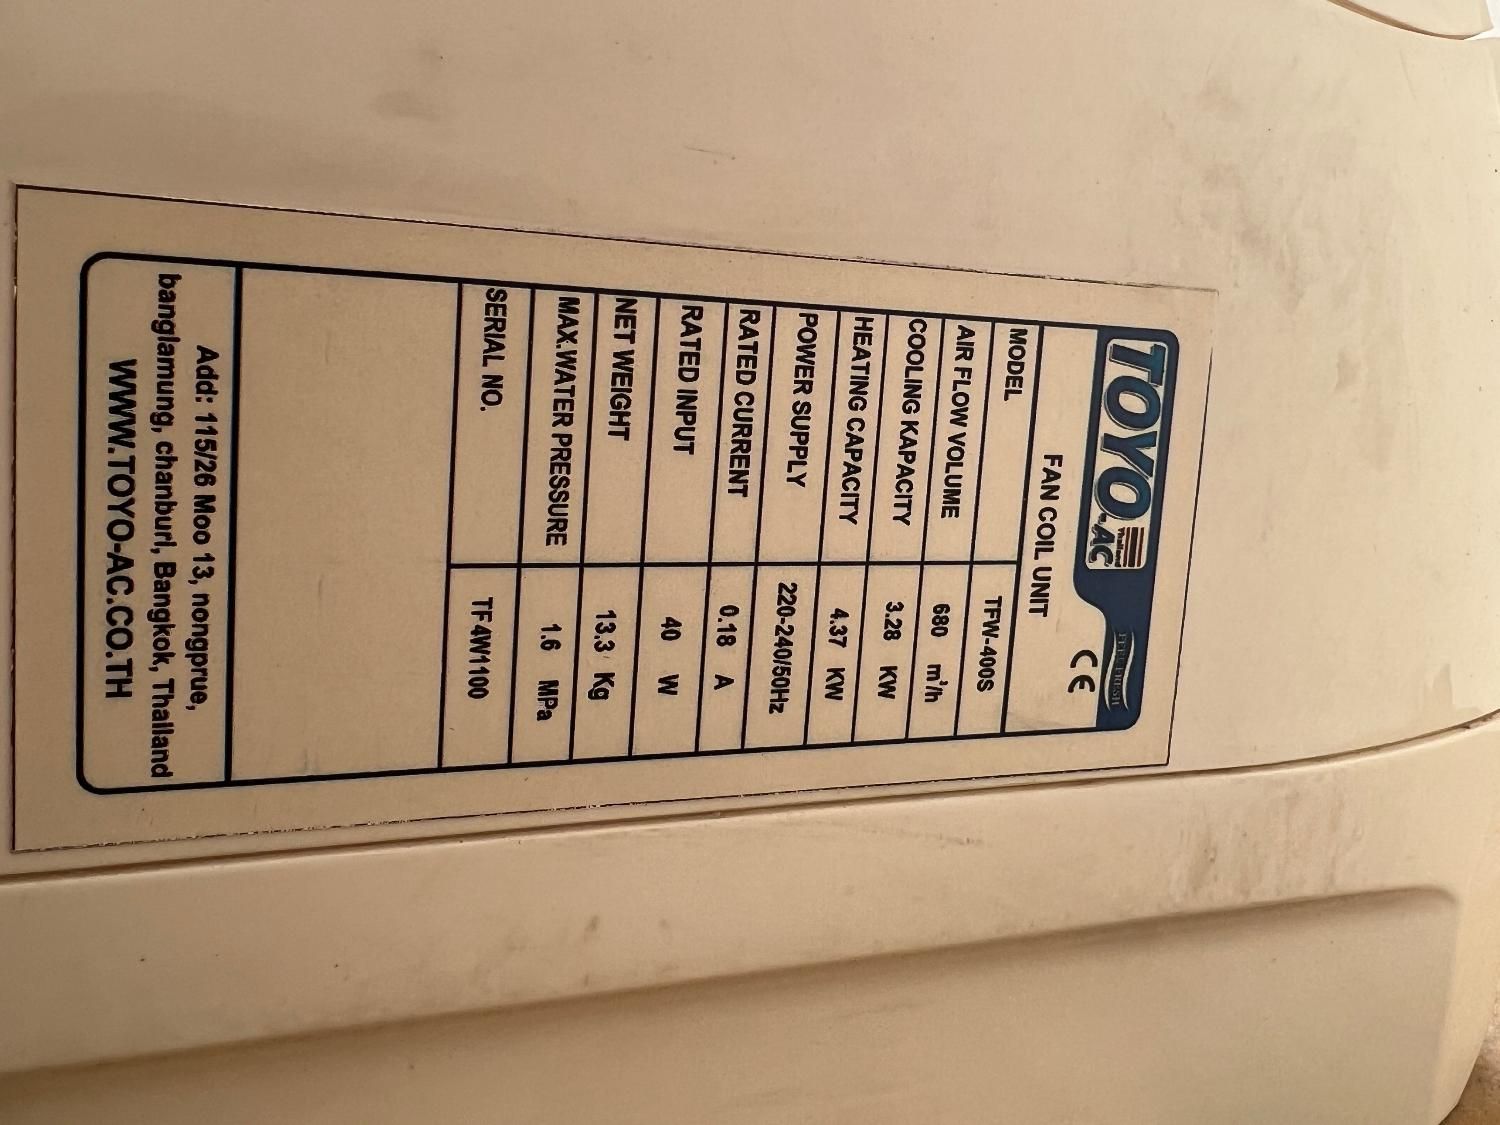 TOYO-AC
Thailand
CE
FAN COIL UNIT
MODEL TFW-400S
AIR FLOW VOLUME 680 m³/h
COOLING KAPACITY 3.28 KW
HEATING CAPACITY 4.37 KW
POWER SUPPLY 220-240/50Hz
RATED CURRENT 0.18 A
RATED INPUT 40 W
NET WEIGHT 13.3 Kg
MAX.WATER PRESSURE 1.6 MPa
SERIAL NO. TF4W1100
Add: 115/26 Moo 13, nongprue,
banglamung, chanburl, Bangkok, Thalland
WWW.TOYO-AC.CO.TH